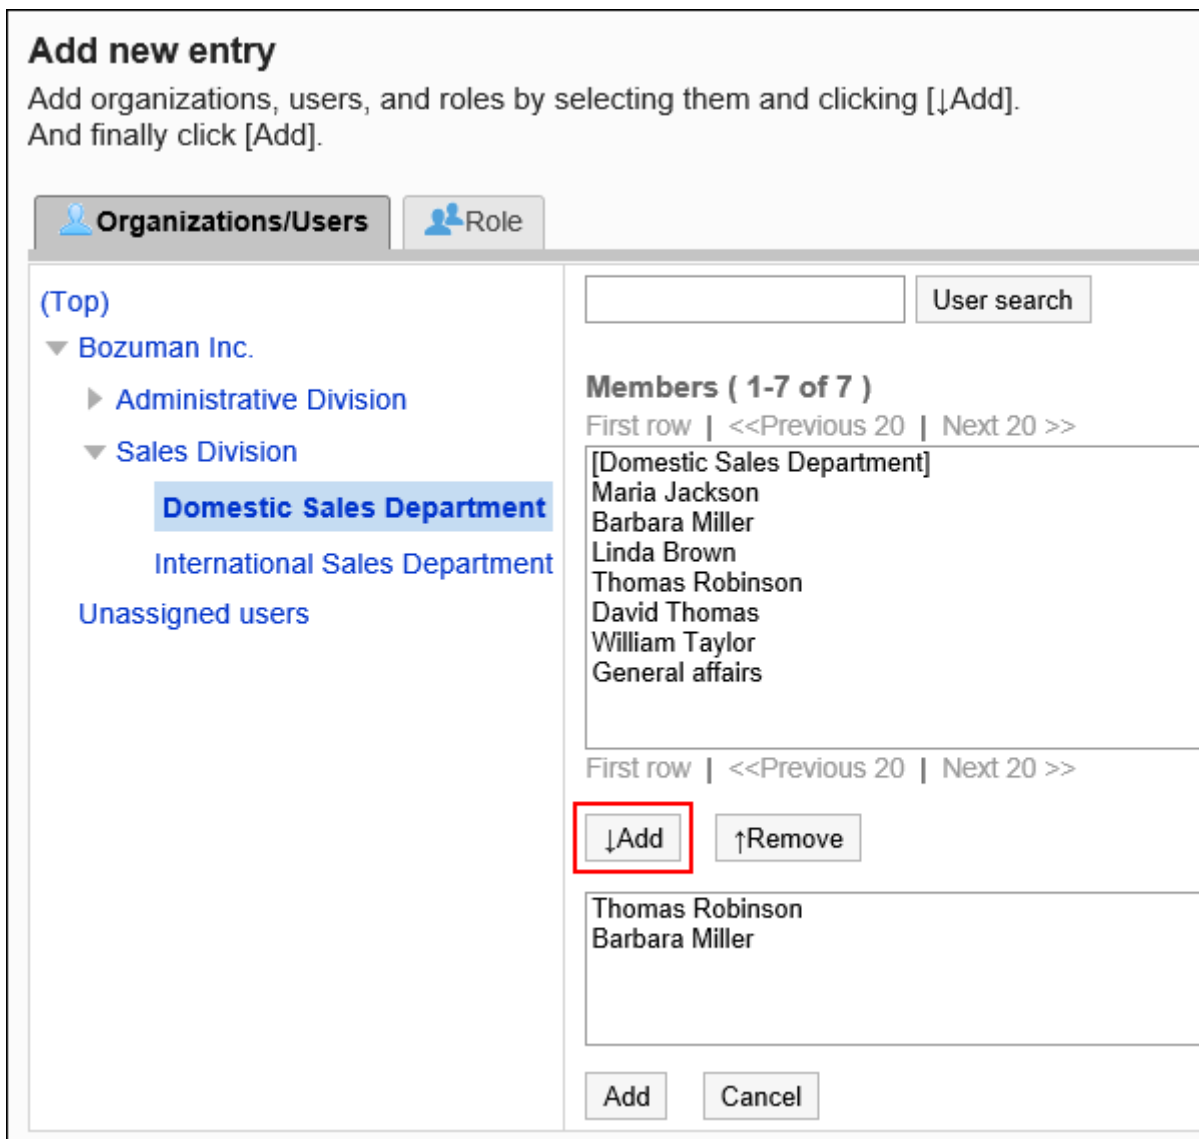 Add new entry
Add organizations, users, and roles by selecting them and clicking [↓Add].
And finally click [Add].
Organizations/Users
Role
(Top)
Bozuman Inc.
Administrative Division
Sales Division
Domestic Sales Department
International Sales Department
Unassigned users
User search
Members ( 1-7 of 7 )
First row | <<Previous 20 | Next 20 >>
[Domestic Sales Department]
Maria Jackson
Barbara Miller
Linda Brown
Thomas Robinson
David Thomas
William Taylor
General affairs
First row | <<Previous 20 | Next 20 >>
↓Add ↑Remove
Thomas Robinson
Barbara Miller
Add Cancel